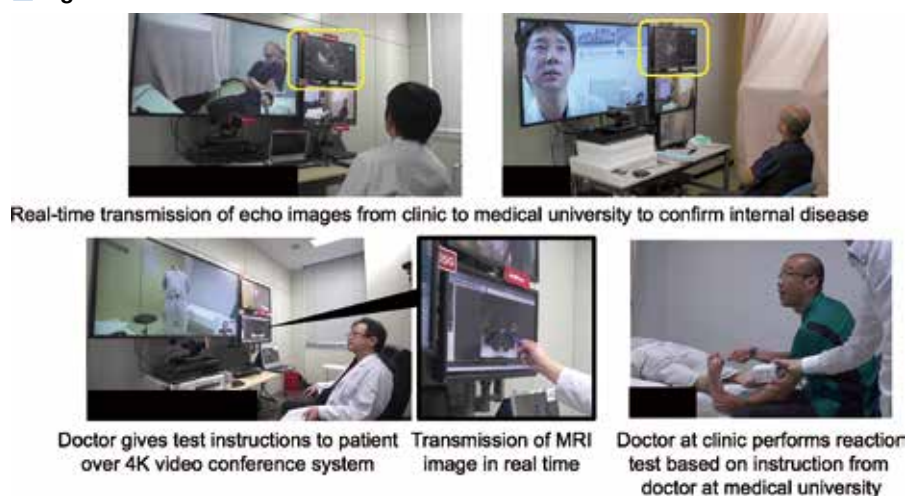 Real-time transmission of echo images from clinic to medical university to confirm internal disease
5G
Doctor gives test instructions to patient
over 4K video conference system
Transmission of MRI
image in real time
Doctor at clinic performs reaction
test based on instruction from
doctor at medical university